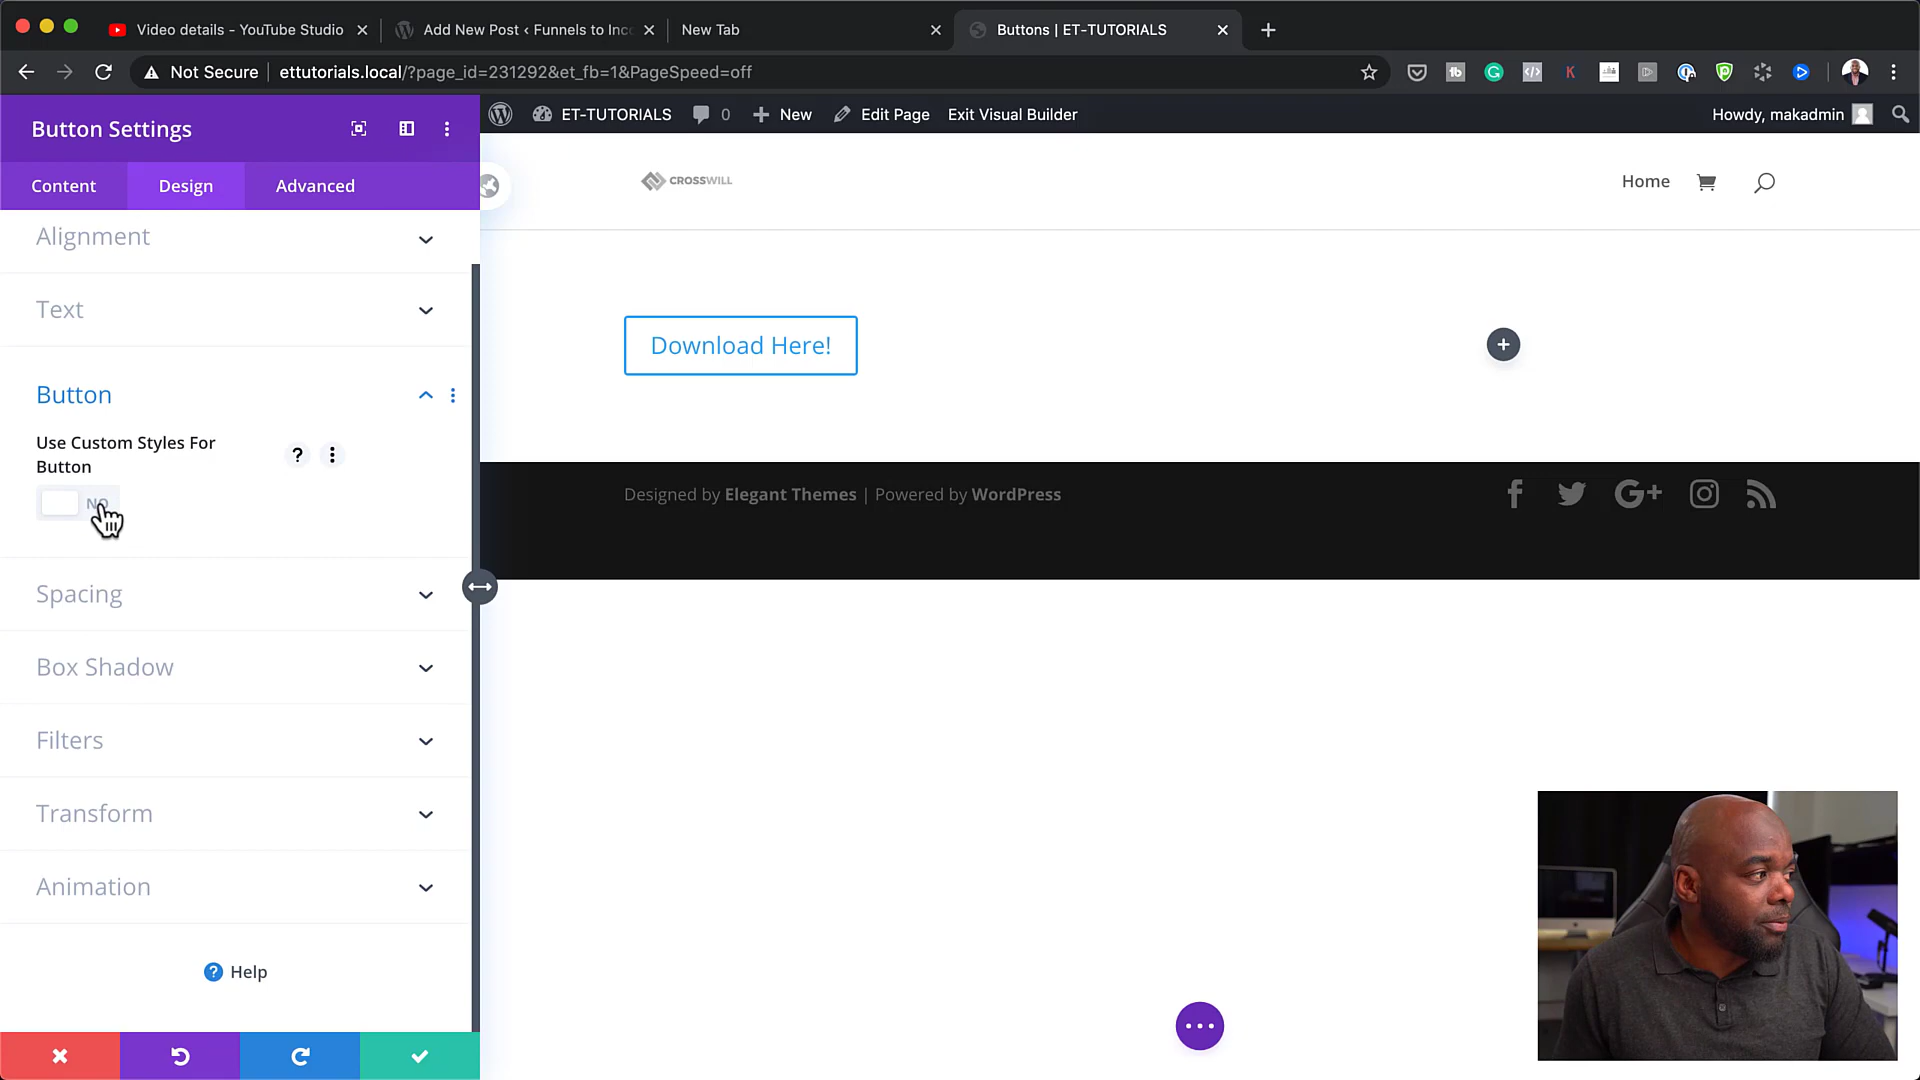 Video details - YouTube Studio
Add New Post ‹ Funnels to Inc
New Tab
Buttons | ET-TUTORIALS
Not Secure
ettutorials.local/?page_id=231292&et_fb=1&PageSpeed=off
ET-TUTORIALS
0
New
Edit Page
Exit Visual Builder
Howdy, makadmin
Button Settings
Content
Design
Advanced
CROSSWILL
Home
Alignment
Text
Button
Use Custom Styles For
Button
NO
Spacing
Box Shadow
Filters
Transform
Animation
? Help
Download Here!
Designed by Elegant Themes | Powered by WordPress